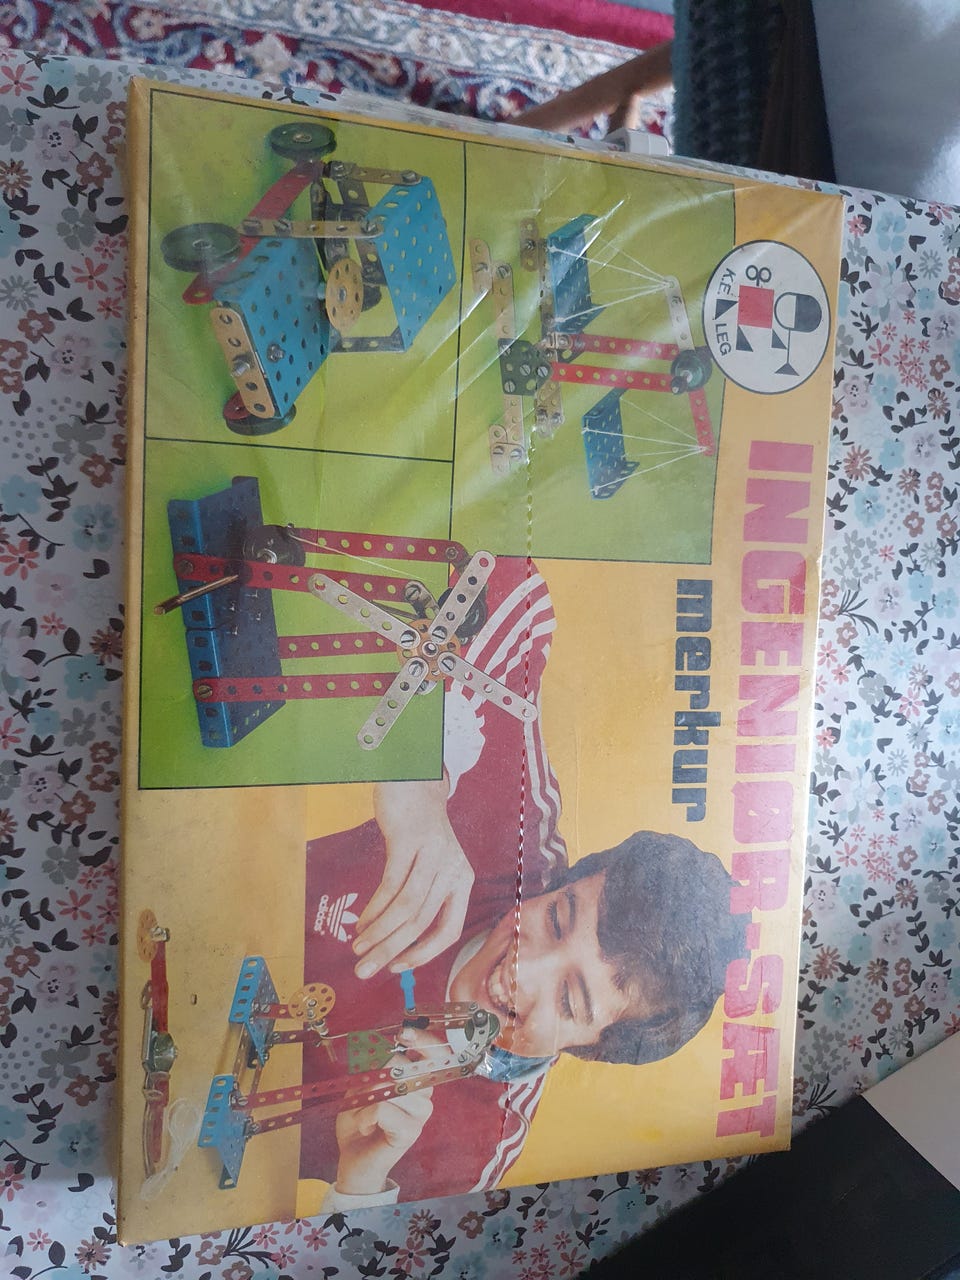 K.E LEG
INGENIØR-SÆT
merkur
adidas